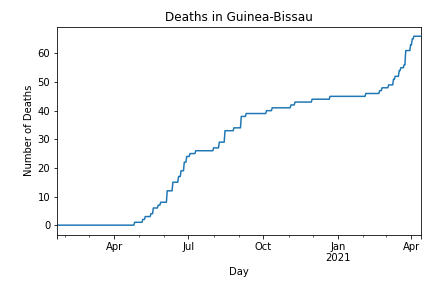 Deaths in Guinea-Bissau
Number of Deaths
60
50
40
30
20
10
0
Apr
Jul
Oct
Jan
2021
Apr
Day